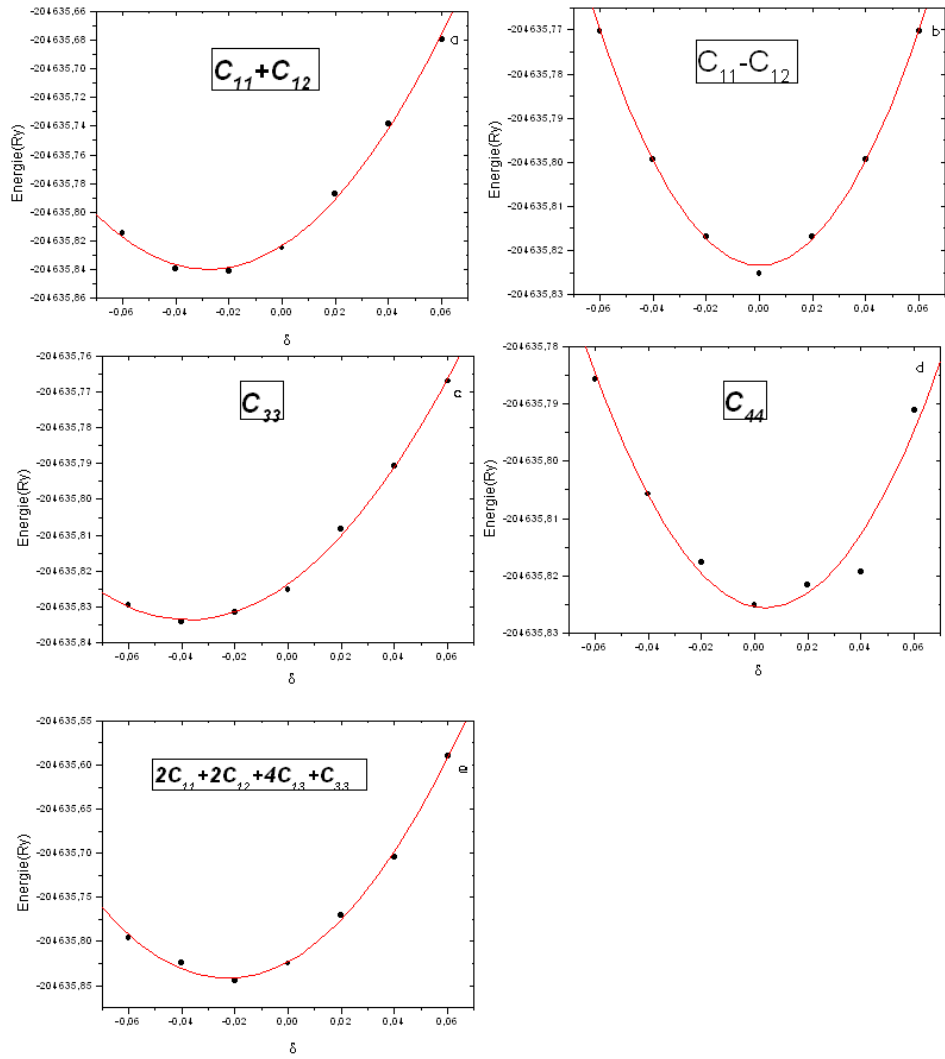 -204635,66
-204635,68
-204635,70
-204635,72
-204635,74
-204635,76
-204635,78
-204635,80
-204635,82
-204635,84
-204635,86
Energie(Ry)
C11+C12
a
-0,06 -0,04 -0,02 0,00 0,02 0,04 0,06
δ
-204635,77
-204635,78
-204635,79
-204635,80
-204635,81
-204635,82
-204635,83
Energie(Ry)
C11-C12
b
-0,06 -0,04 -0,02 0,00 0,02 0,04 0,06
δ
-204635,76
-204635,77
-204635,78
-204635,79
-204635,80
-204635,81
-204635,82
-204635,83
-204635,84
Energie(Ry)
C33
c
-0,06 -0,04 -0,02 0,00 0,02 0,04 0,06
δ
-204635,78
-204635,79
-204635,80
-204635,81
-204635,82
-204635,83
Energie(Ry)
C44
d
-0,06 -0,04 -0,02 0,00 0,02 0,04 0,06
δ
-204635,55
-204635,60
-204635,65
-204635,70
-204635,75
-204635,80
-204635,85
Energie(Ry)
2C11+2C12+4C13+C33
e
-0,06 -0,04 -0,02 0,00 0,02 0,04 0,06
δ